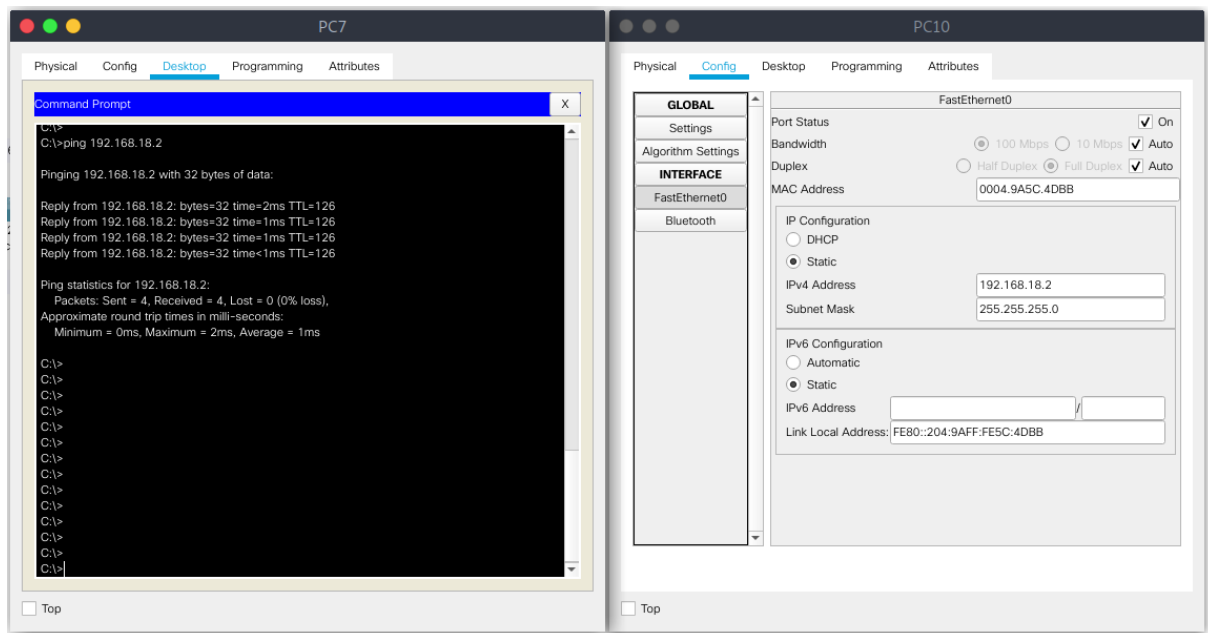 PC7
Physical Config Desktop Programming Attributes
Command Prompt X
C:\>
C:\>ping 192.168.18.2
Pinging 192.168.18.2 with 32 bytes of data:
Reply from 192.168.18.2: bytes=32 time=2ms TTL=126
Reply from 192.168.18.2: bytes=32 time=1ms TTL=126
Reply from 192.168.18.2: bytes=32 time=1ms TTL=126
Reply from 192.168.18.2: bytes=32 time<1ms TTL=126
Ping statistics for 192.168.18.2:
Packets: Sent = 4, Received = 4, Lost = 0 (0% loss),
Approximate round trip times in milli-seconds:
Minimum = 0ms, Maximum = 2ms, Average = 1ms
C:\>
C:\>
C:\>
C:\>
C:\>
C:\>
C:\>
C:\>
C:\>
C:\>
C:\>
C:\>
C:\>
C:\>
Top
PC10
Physical Config Desktop Programming Attributes
GLOBAL
Settings
Algorithm Settings
INTERFACE
FastEthernet0
Bluetooth
FastEthernet0
Port Status On
Bandwidth 100 Mbps 10 Mbps Auto
Duplex Half Duplex Full Duplex Auto
MAC Address 0004.9A5C.4DBB
IP Configuration
DHCP
Static
IPv4 Address 192.168.18.2
Subnet Mask 255.255.255.0
IPv6 Configuration
Automatic
Static
IPv6 Address /
Link Local Address: FE80::204:9AFF:FE5C:4DBB
Top